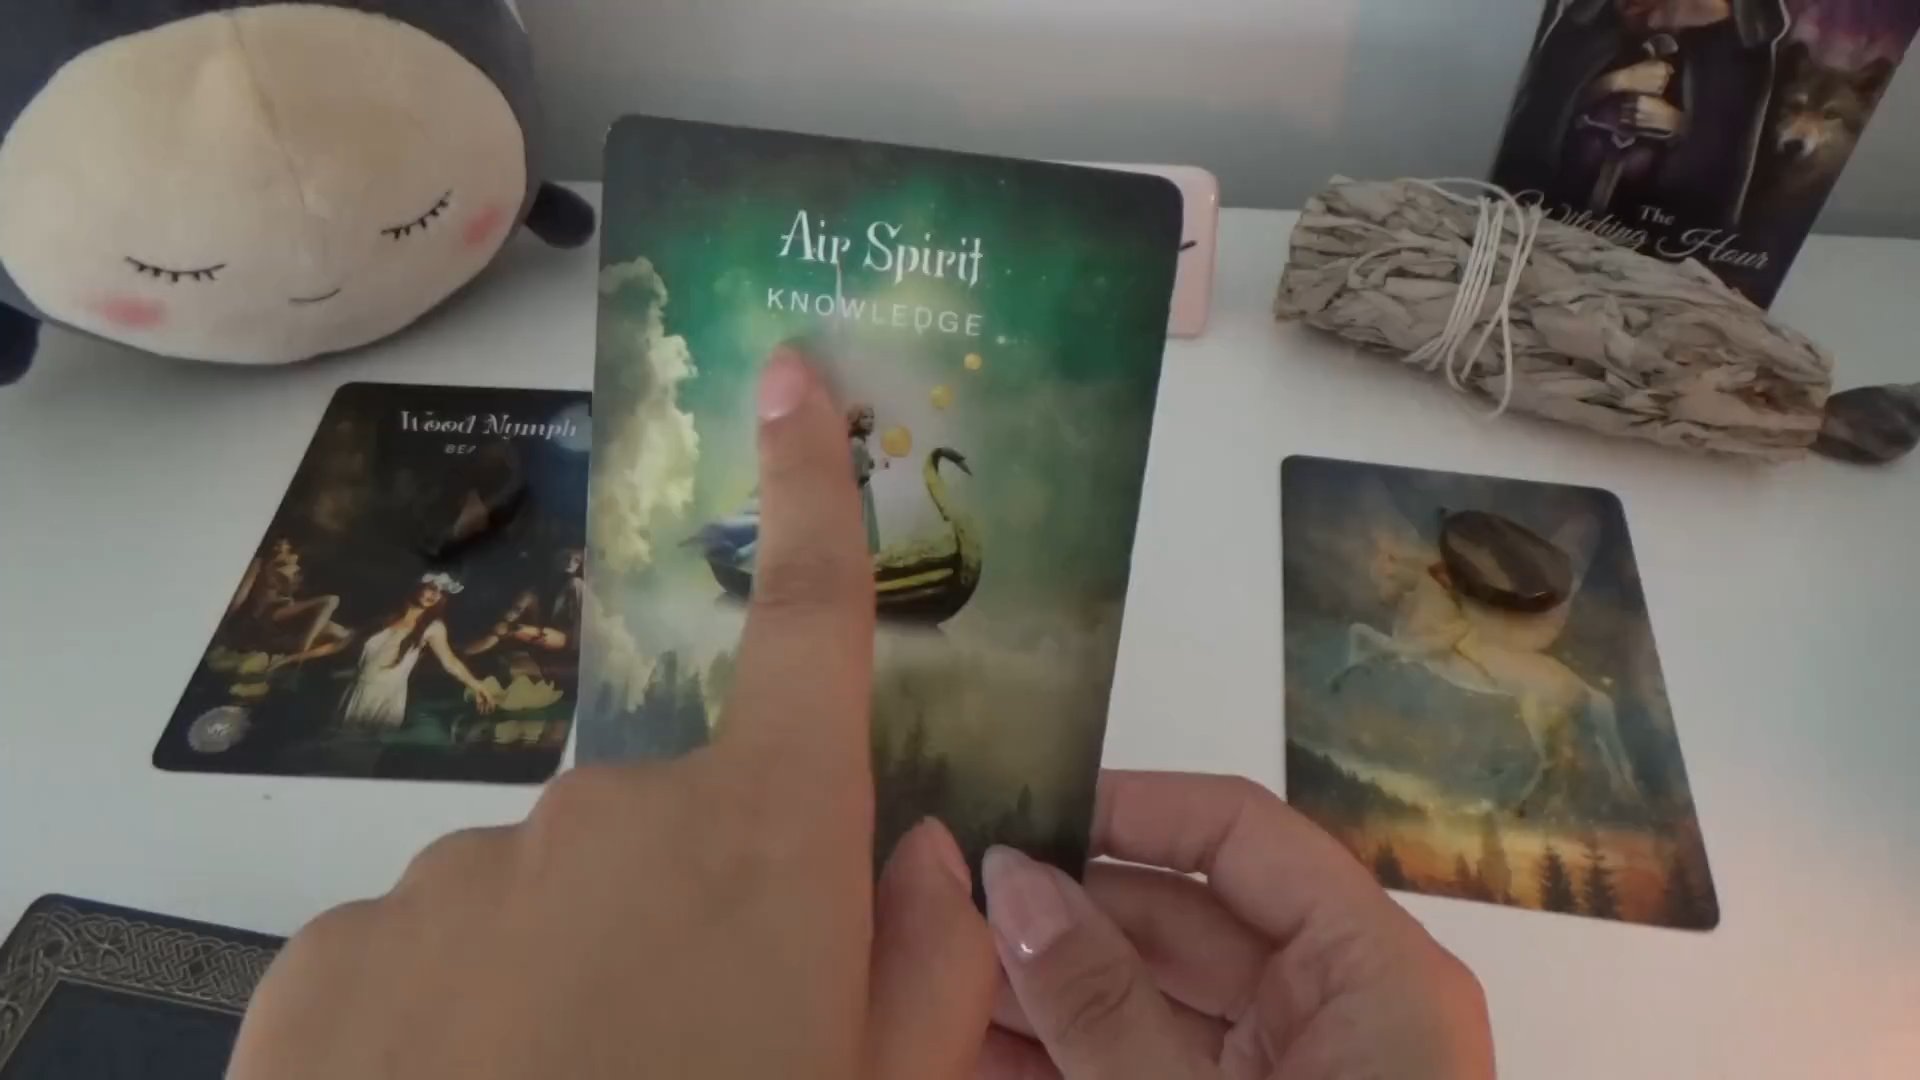 Air Spirit
KNOWLEDGE
Wood Nymph
The
Witching Hour